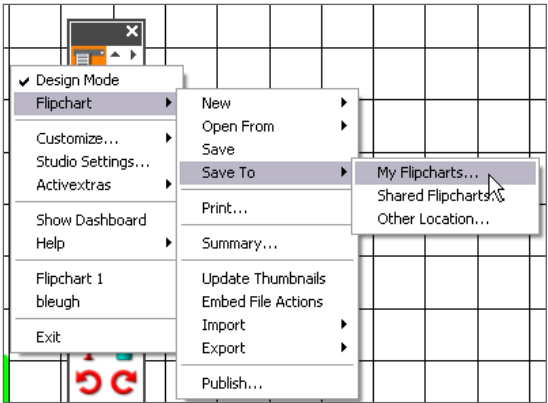 Design Mode
Flipchart
Customize...
Studio Settings...
Activextras
Show Dashboard
Help
Flipchart 1
bleugh
Exit
New
Open From
Save
Save To
Print...
Summary...
Update Thumbnails
Embed File Actions
Import
Export
Publish...
My Flipcharts...
Shared Flipcharts...
Other Location...